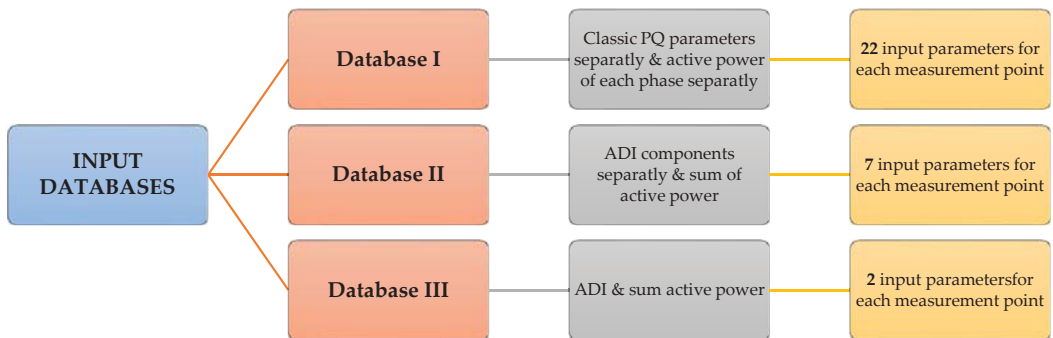 INPUT
DATABASES
Database I
Classic PQ parameters
separatly & active power
of each phase separatly
22 input parameters for
each measurement point
Database II
ADI components
separatly & sum of
active power
7 input parameters for
each measurement point
Database III
ADI & sum active power
2 input parametersfor
each measurement point